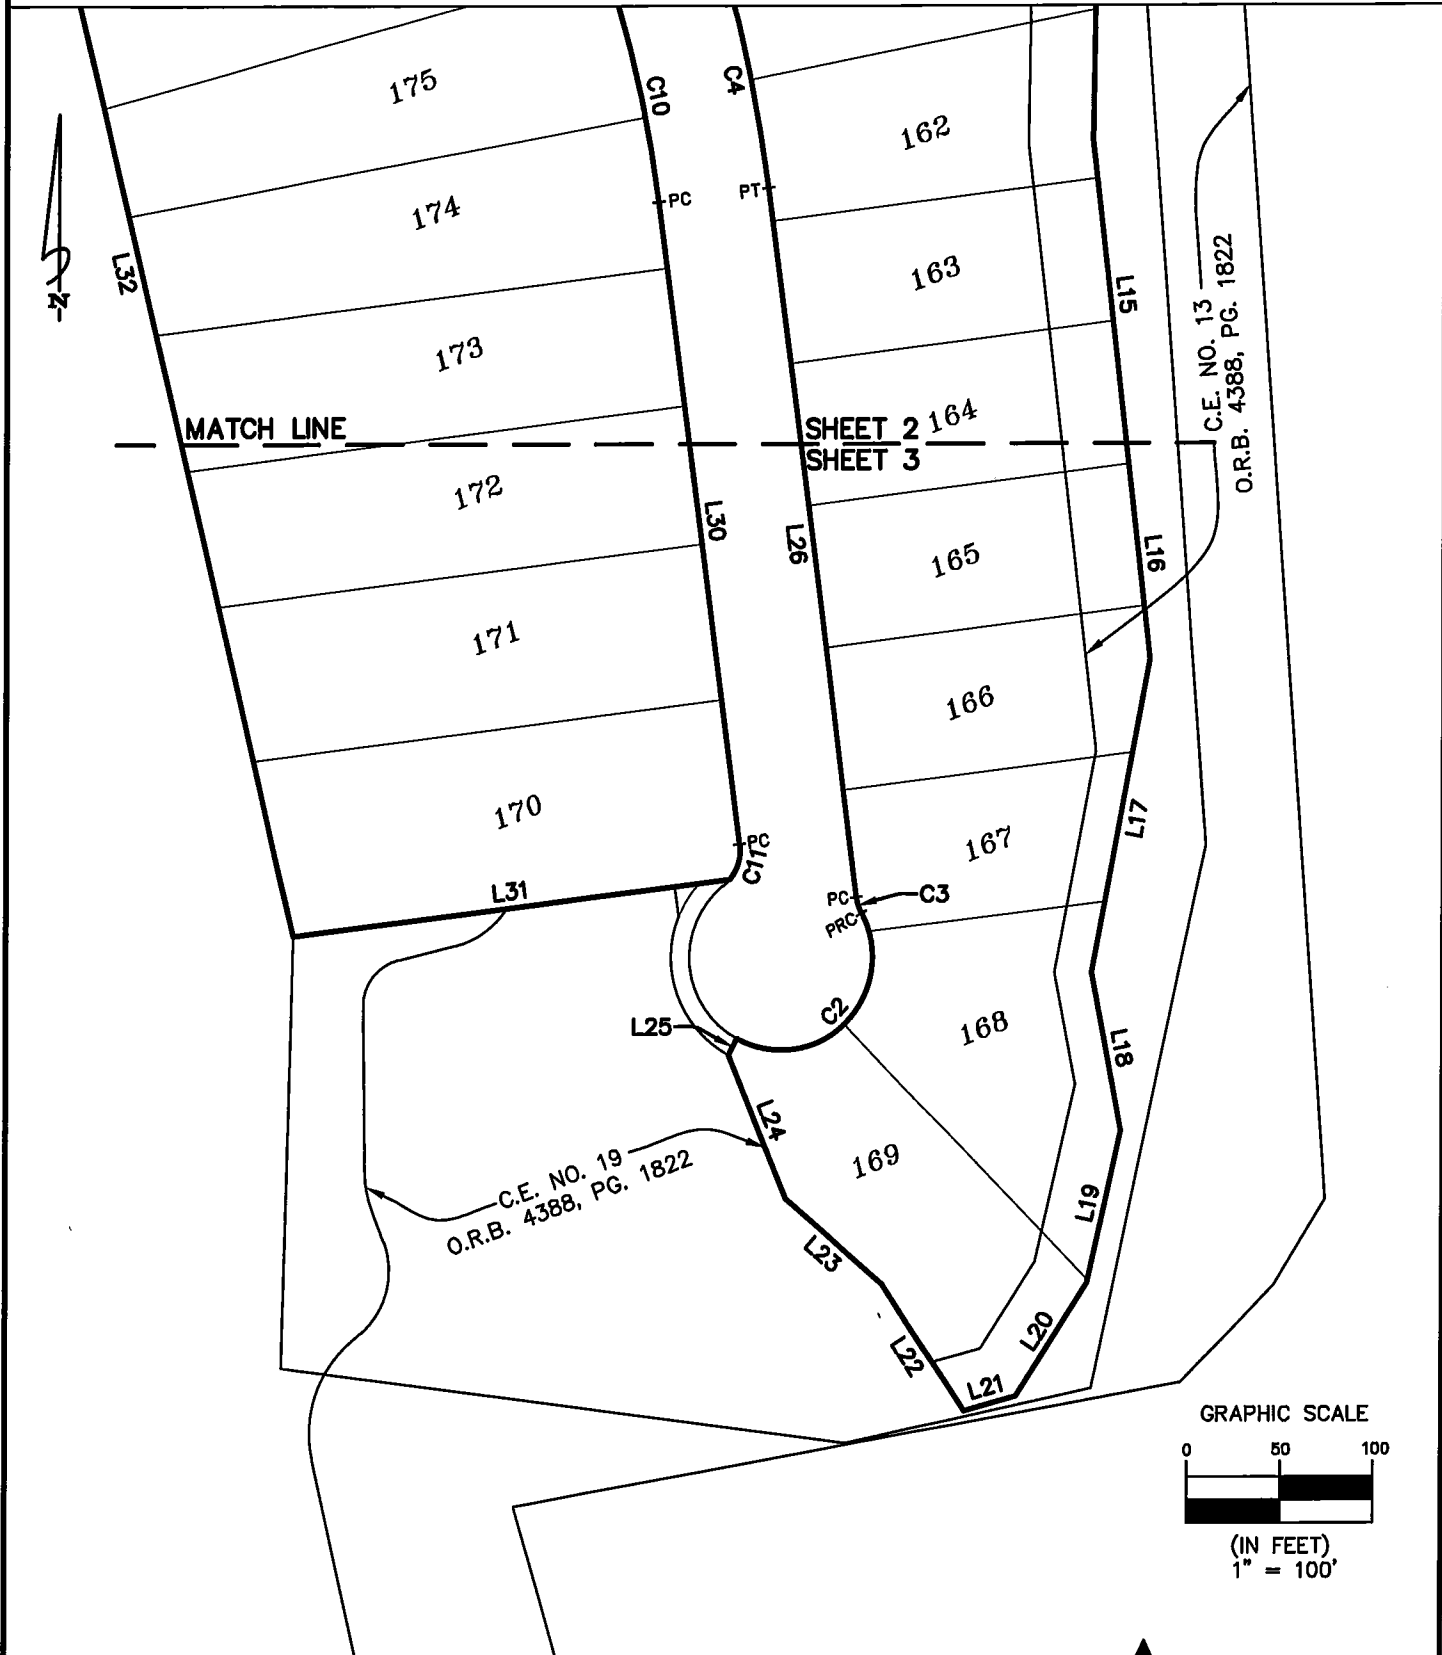 175
C10
C4
162
PT
PC
174
163
L32
L15
N
C.E. NO. 13
O.R.B. 4388, PG. 1822
173
164
MATCH LINE
SHEET 2
SHEET 3
172
L30
L26
165
L16
171
166
170
167
L17
PC
C11
L31
PC
C3
PRC
C2
L25
168
L18
L24
169
C.E. NO. 19
O.R.B. 4388, PG. 1822
L19
L23
L20
L22
L21
GRAPHIC SCALE
0 50 100
(IN FEET)
1" = 100'